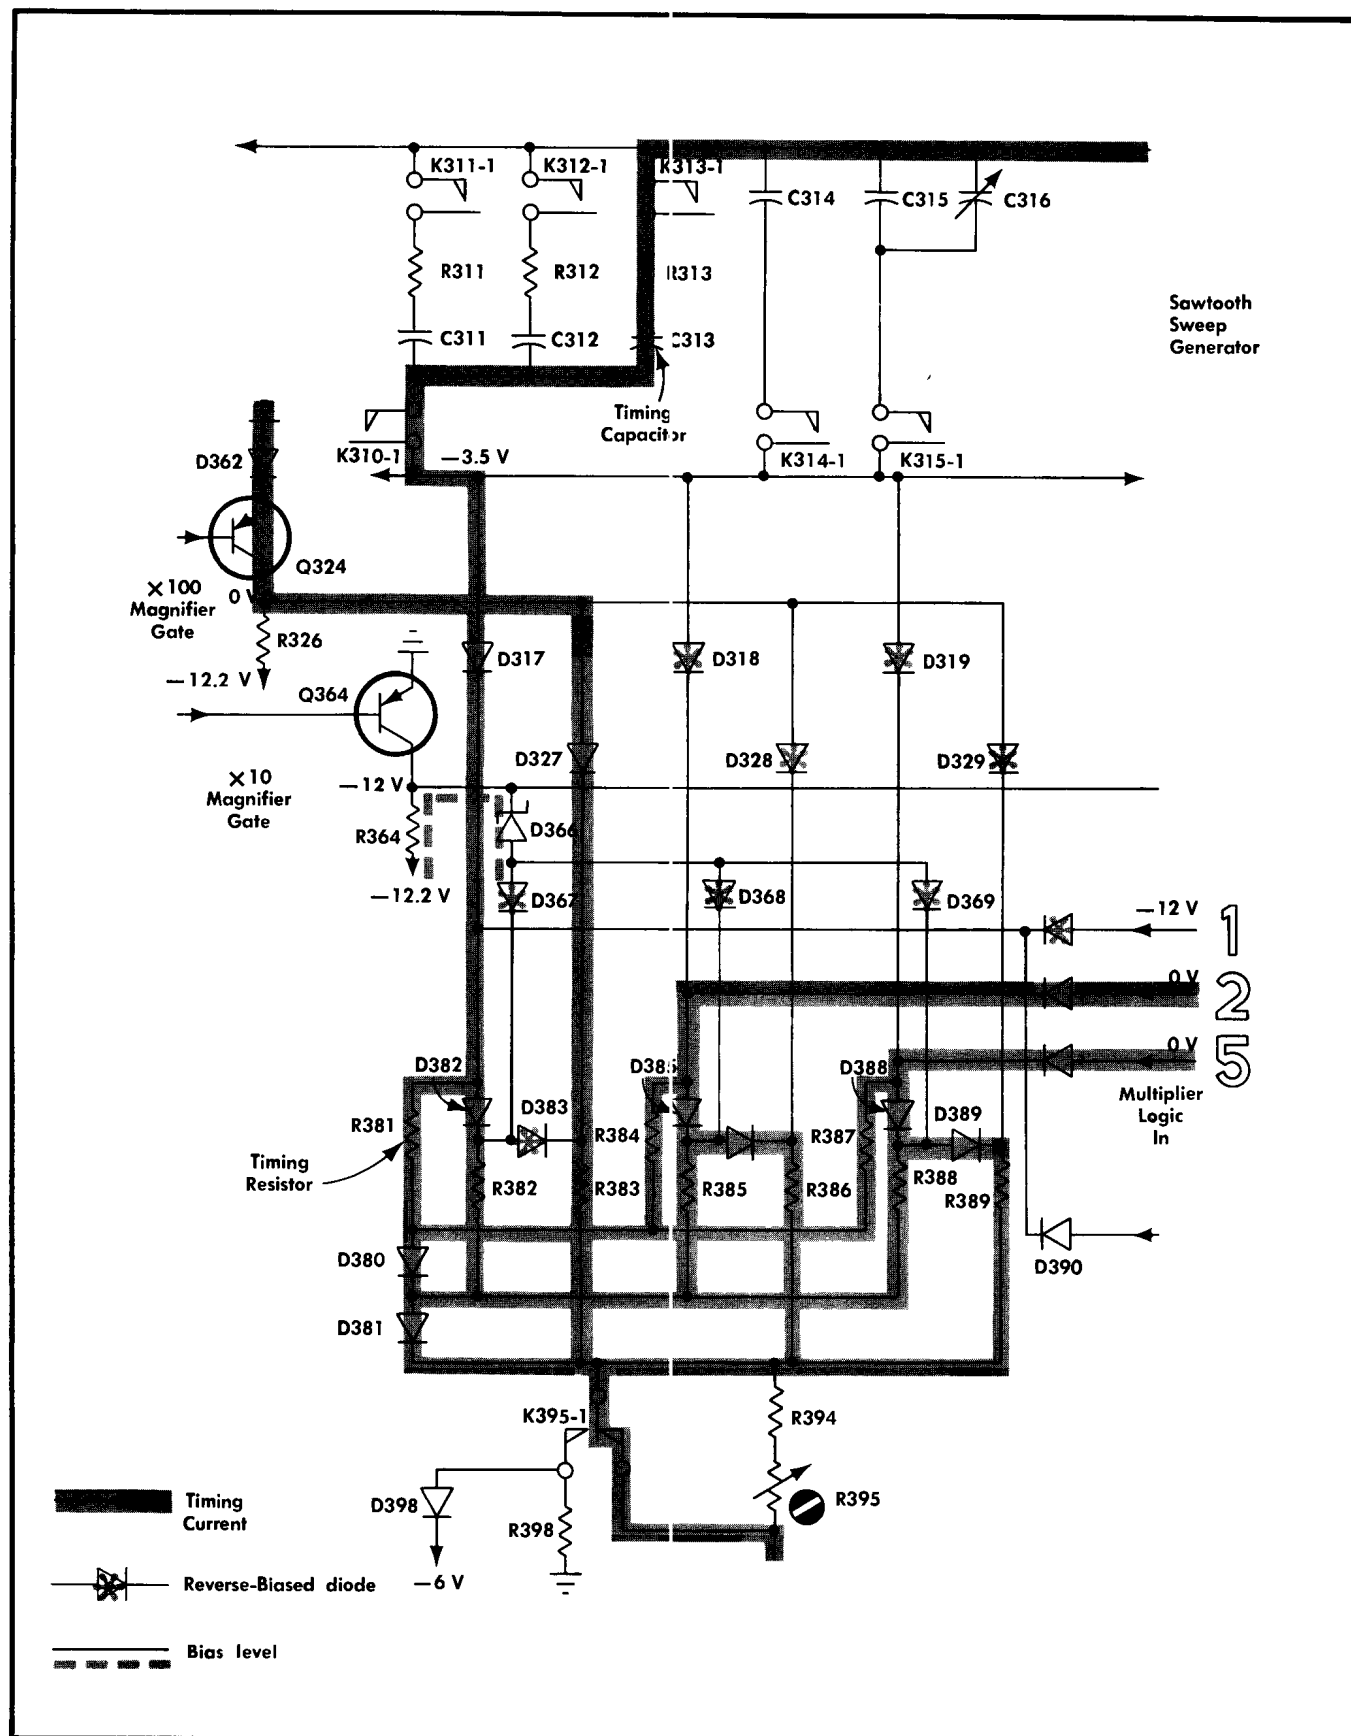 K311-1
K312-1
K313-1
C314
C315
C316
R311
R312
R313
C311
C312
C313
Sawtooth
Sweep
Generator
Timing
Capacitor
D362
K310-1
−3.5 V
K314-1
K315-1
Q324
×100
Magnifier
Gate
0 V
R326
−12.2 V
D317
D318
D319
Q364
D327
D328
D329
×10
Magnifier
Gate
−12 V
R364
D366
−12.2 V
D367
D368
D369
−12 V
1
0 V
2
0 V
5
Multiplier
Logic
In
D382
D385
D388
R381
D383
R384
R387
D389
Timing
Resistor
R382
R383
R385
R386
R388
R389
D380
D390
D381
K395-1
R394
R395
D398
R398
−6 V
Timing
Current
Reverse-Biased diode
Bias level